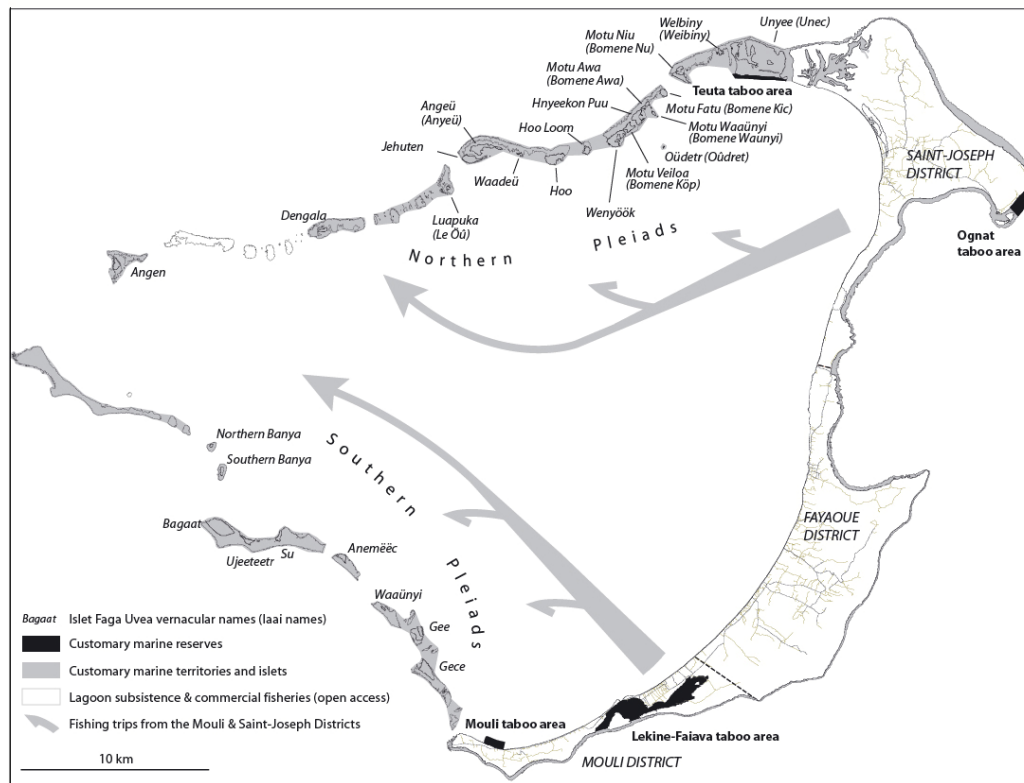 Welbiny
(Weibiny)
Unyee (Unec)
Motu Niu
(Bomene Nu)
Motu Awa
(Bomene Awa)
Teuta taboo area
Hnyeekon Puu
Motu Fatu (Bomene Kic)
Angeü
(Anyeü)
Hoo Loom
Motu Waaünyi
(Bomene Waunyi)
Jehuten
Oüdetr (Oûdret)
SAINT-JOSEPH
DISTRICT
Waadeü
Hoo
Motu Veiloa
(Bomene Köp)
Wenyöök
Dengala
Luapuka
(Le Öû)
Ognat
taboo area
Northern Pleiads
Angen
Northern Banya
Southern Banya
Southern Pleiads
Bagaat
Ujeeteetr
Su
Anemëëc
FAYAOUE
DISTRICT
Waaünyi
Gee
Gece
Bagaat Islet Faga Uvea vernacular names (Iaai names)
Customary marine reserves
Customary marine territories and islets
Lagoon subsistence & commercial fisheries (open access)
Fishing trips from the Mouli & Saint-Joseph Districts
10 km
Mouli taboo area
Lekine-Faiava taboo area
MOULI DISTRICT